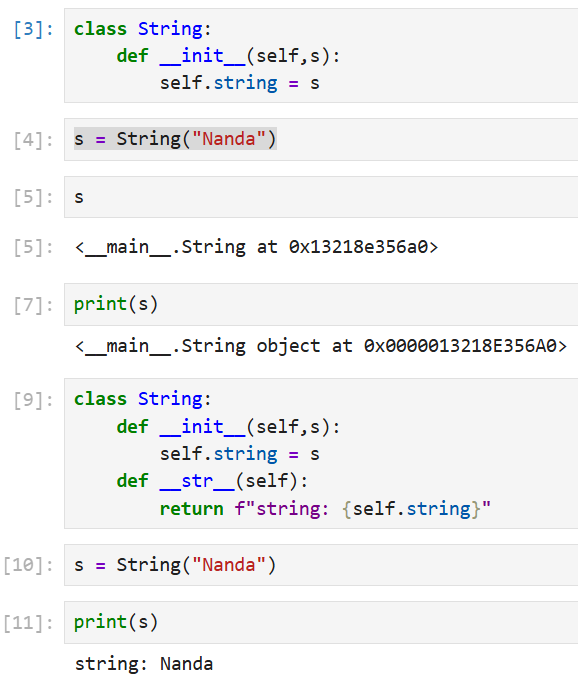 [3]: class String:
    def __init__(self,s):
        self.string = s
[4]: s = String("Nanda")
[5]: s
[5]: <__main__.String at 0x13218e356a0>
[7]: print(s)
<__main__.String object at 0x0000013218E356A0>
[9]: class String:
    def __init__(self,s):
        self.string = s
    def __str__(self):
        return f"string: {self.string}"
[10]: s = String("Nanda")
[11]: print(s)
string: Nanda